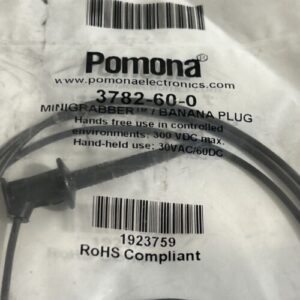 Pomona®
www.pomonaelectronics.com
3782-60-0
MINIGRABBER™ / BANANA PLUG
Hands free use in controlled
environments: 300 VDC max.
Hand-held use: 30VAC/60DC
1923759
RoHS Compliant